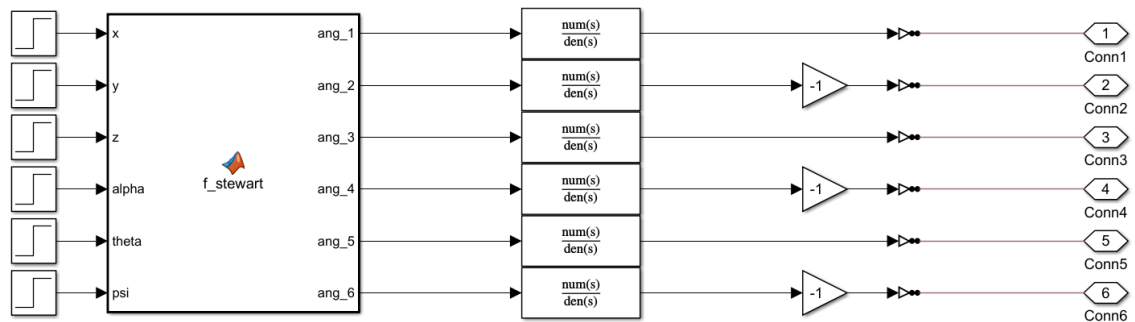 x ang_1 num(s) 1
den(s) Conn1
y ang_2 num(s) -1 2
den(s) Conn2
z ang_3 num(s) 3
den(s) Conn3
f_stewart
alpha ang_4 num(s) -1 4
den(s) Conn4
theta ang_5 num(s) 5
den(s) Conn5
psi ang_6 num(s) -1 6
den(s) Conn6